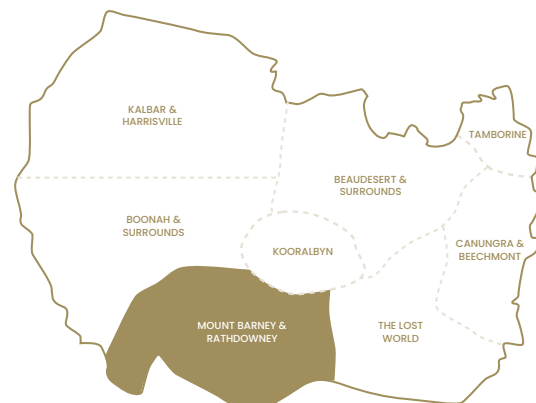 KALBAR &
HARRISVILLE
TAMBORINE
BEAUDESERT &
SURROUNDS
BOONAH &
SURROUNDS
KOORALBYN
CANUNGRA &
BEECHMONT
MOUNT BARNEY &
RATHDOWNEY
THE LOST
WORLD